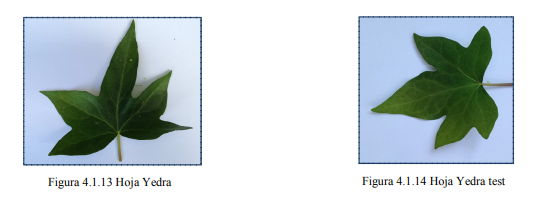 Figura 4.1.13 Hoja Yedra
Figura 4.1.14 Hoja Yedra test